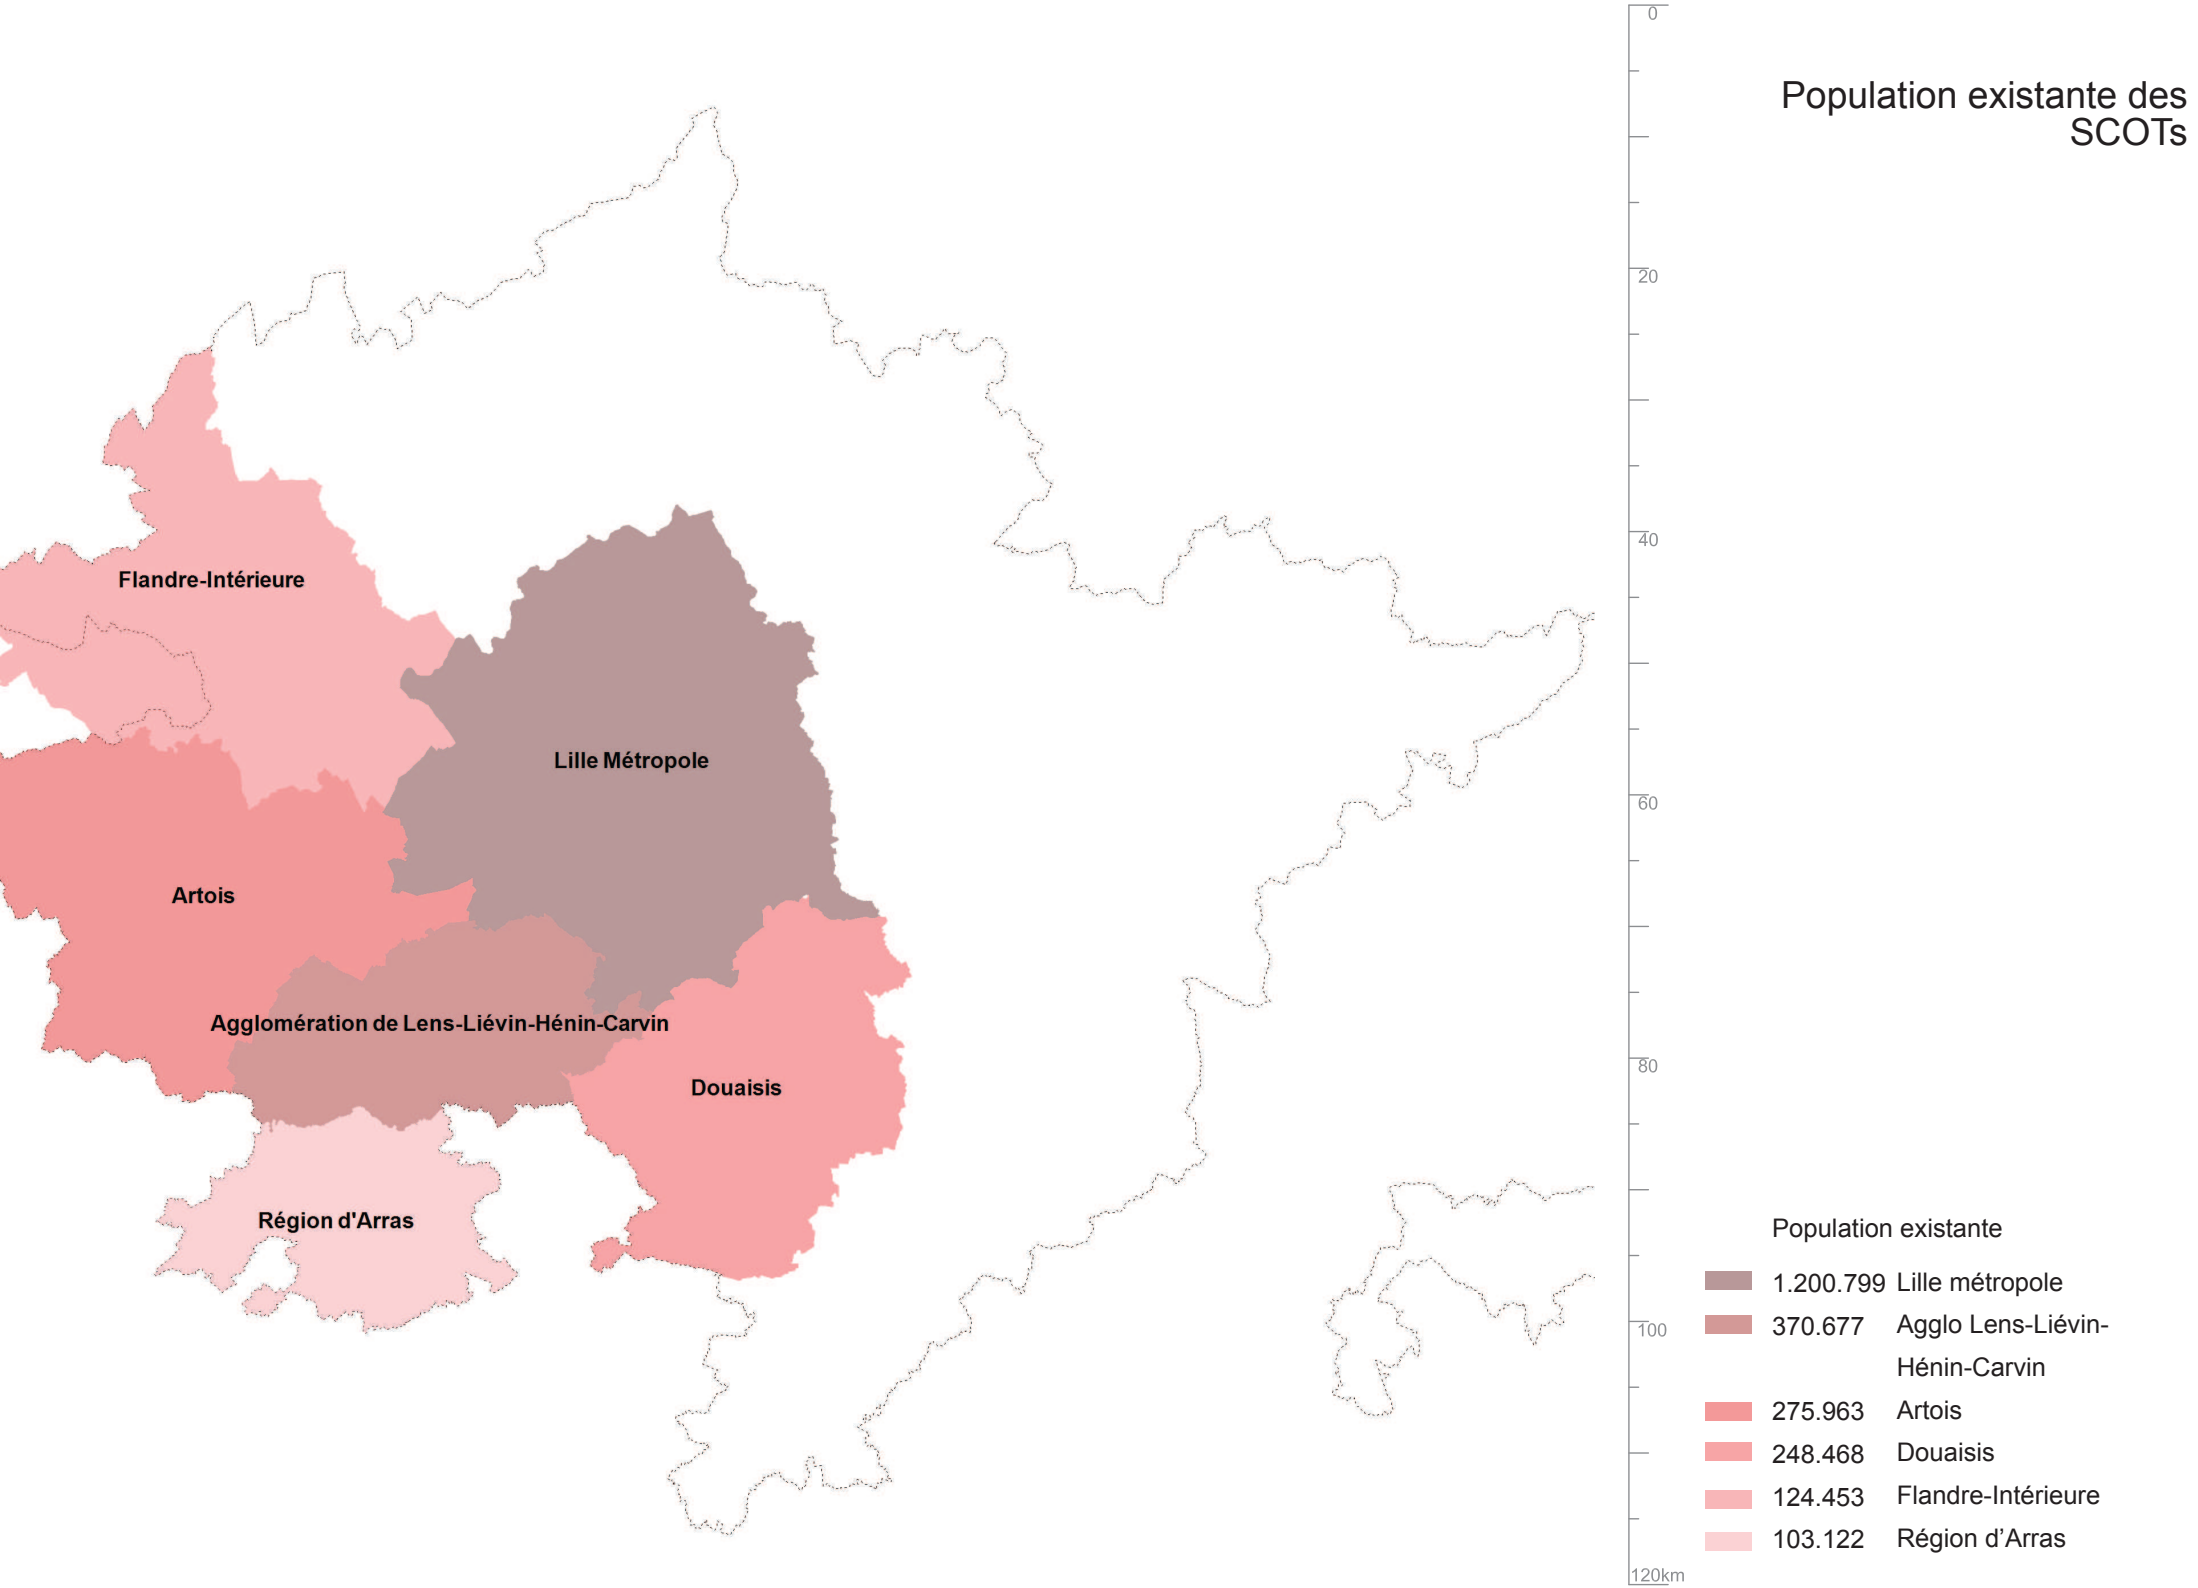 Population existante des
SCOTs
0
20
40
60
80
100
120km
Flandre-Intérieure
Lille Métropole
Artois
Agglomération de Lens-Liévin-Hénin-Carvin
Douaisis
Région d'Arras
Population existante
1.200.799 Lille métropole
370.677 Agglo Lens-Liévin-
Hénin-Carvin
275.963 Artois
248.468 Douaisis
124.453 Flandre-Intérieure
103.122 Région d’Arras